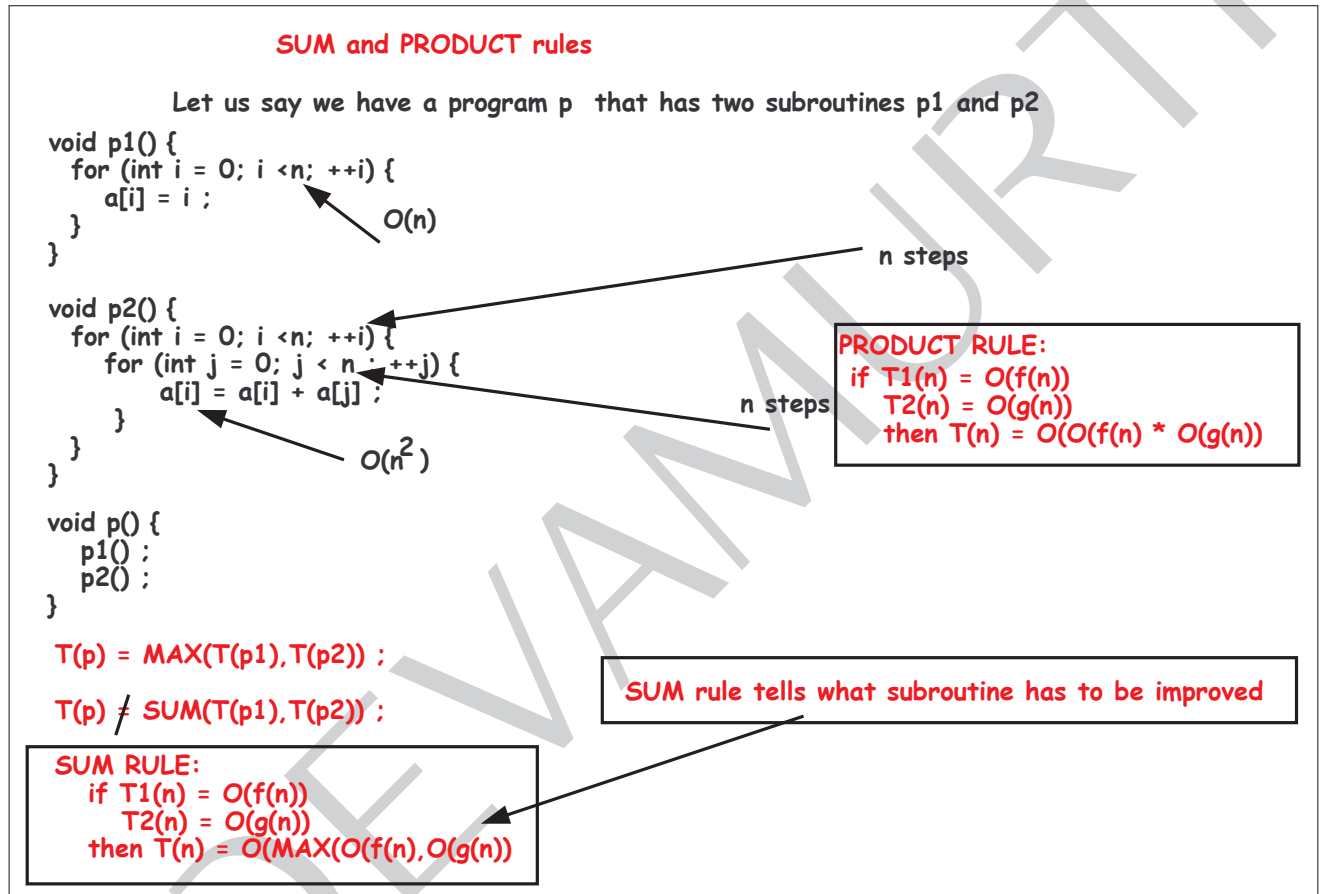 SUM and PRODUCT rules
Let us say we have a program p that has two subroutines p1 and p2
void p1() {
for (int i = 0; i <n; ++i) {
a[i] = i ;
}
}
O(n)
n steps
void p2() {
for (int i = 0; i <n; ++i) {
for (int j = 0; j < n ; ++j) {
a[i] = a[i] + a[j] ;
}
}
}
n steps
O(n2)
PRODUCT RULE:
if T1(n) = O(f(n))
T2(n) = O(g(n))
then T(n) = O(O(f(n) * O(g(n))
void p() {
p1() ;
p2() ;
}
T(p) = MAX(T(p1),T(p2)) ;
T(p) ≠ SUM(T(p1),T(p2)) ;
SUM rule tells what subroutine has to be improved
SUM RULE:
if T1(n) = O(f(n))
T2(n) = O(g(n))
then T(n) = O(MAX(O(f(n),O(g(n))
DEVAMURT